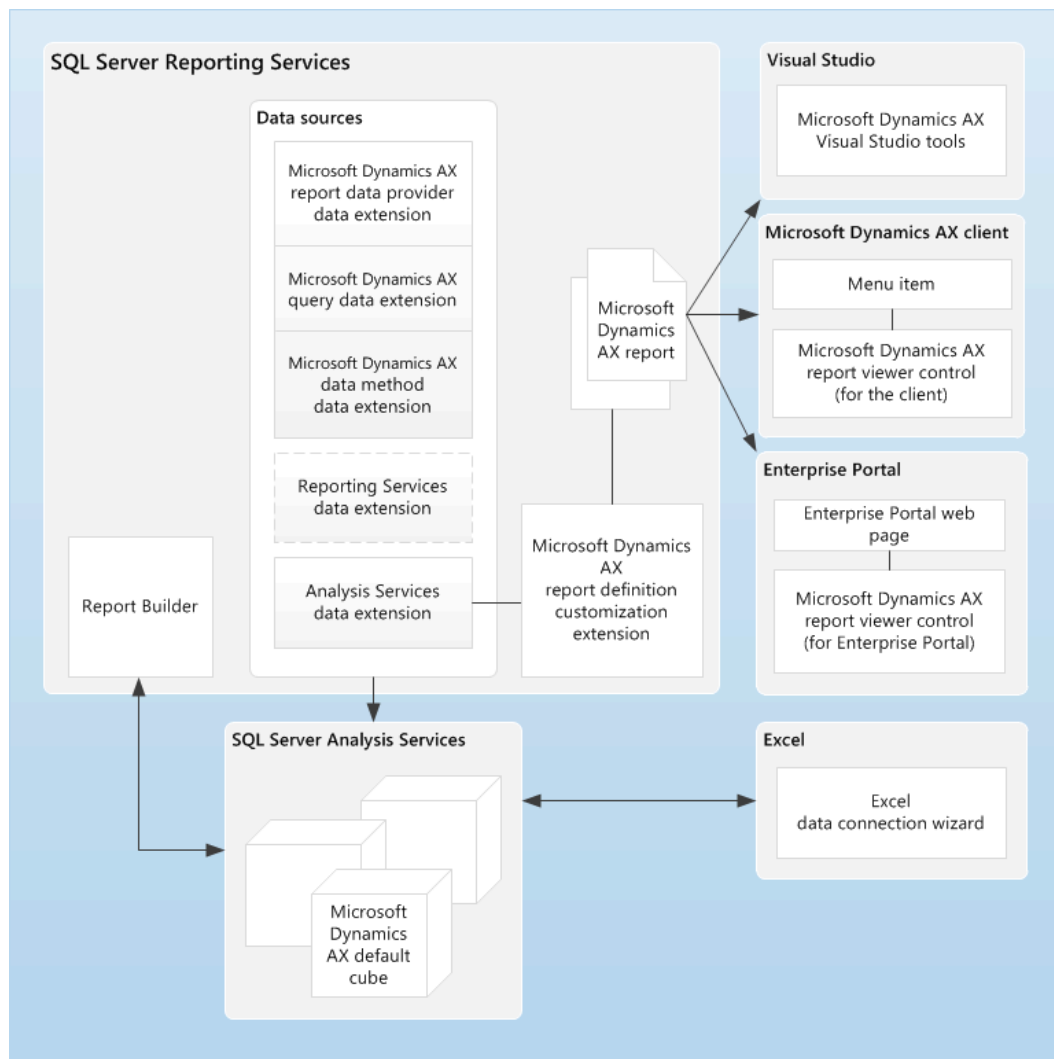 SQL Server Reporting Services
Data sources
Microsoft Dynamics AX
report data provider
data extension
Microsoft Dynamics AX
query data extension
Microsoft Dynamics AX
data method
data extension
Reporting Services
data extension
Analysis Services
data extension
Report Builder
Microsoft
Dynamics
AX report
Microsoft Dynamics
AX
report definition
customization
extension
Visual Studio
Microsoft Dynamics AX
Visual Studio tools
Microsoft Dynamics AX client
Menu item
Microsoft Dynamics AX
report viewer control
(for the client)
Enterprise Portal
Enterprise Portal web
page
Microsoft Dynamics AX
report viewer control
(for Enterprise Portal)
SQL Server Analysis Services
Microsoft
Dynamics
AX default
cube
Excel
Excel
data connection wizard